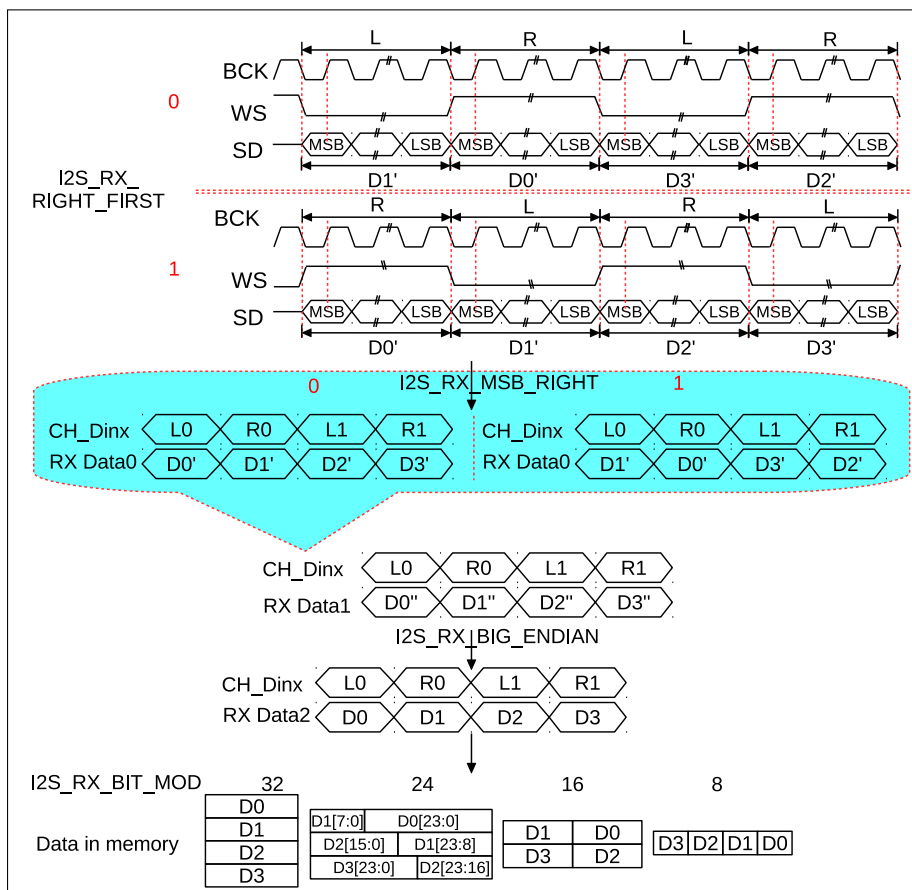 L R L R
BCK
0
WS
SD MSB LSB MSB LSB MSB LSB MSB LSB
D1' D0' D3' D2'
I2S_RX_
RIGHT_FIRST
R L R L
BCK
1
WS
SD MSB LSB MSB LSB MSB LSB MSB LSB
D0' D1' D2' D3'
0 I2S_RX_MSB_RIGHT 1
CH_Dinx L0 R0 L1 R1 CH_Dinx L0 R0 L1 R1
RX Data0 D0' D1' D2' D3' RX Data0 D1' D0' D3' D2'
CH_Dinx L0 R0 L1 R1
RX Data1 D0" D1" D2" D3"
I2S_RX_BIG_ENDIAN
CH_Dinx L0 R0 L1 R1
RX Data2 D0 D1 D2 D3
I2S_RX_BIT_MOD 32 24 16 8
Data in memory
D0
D1
D2
D3
D1[7:0] D0[23:0]
D2[15:0] D1[23:8]
D3[23:0] D2[23:16]
D1 D0
D3 D2
D3 D2 D1 D0